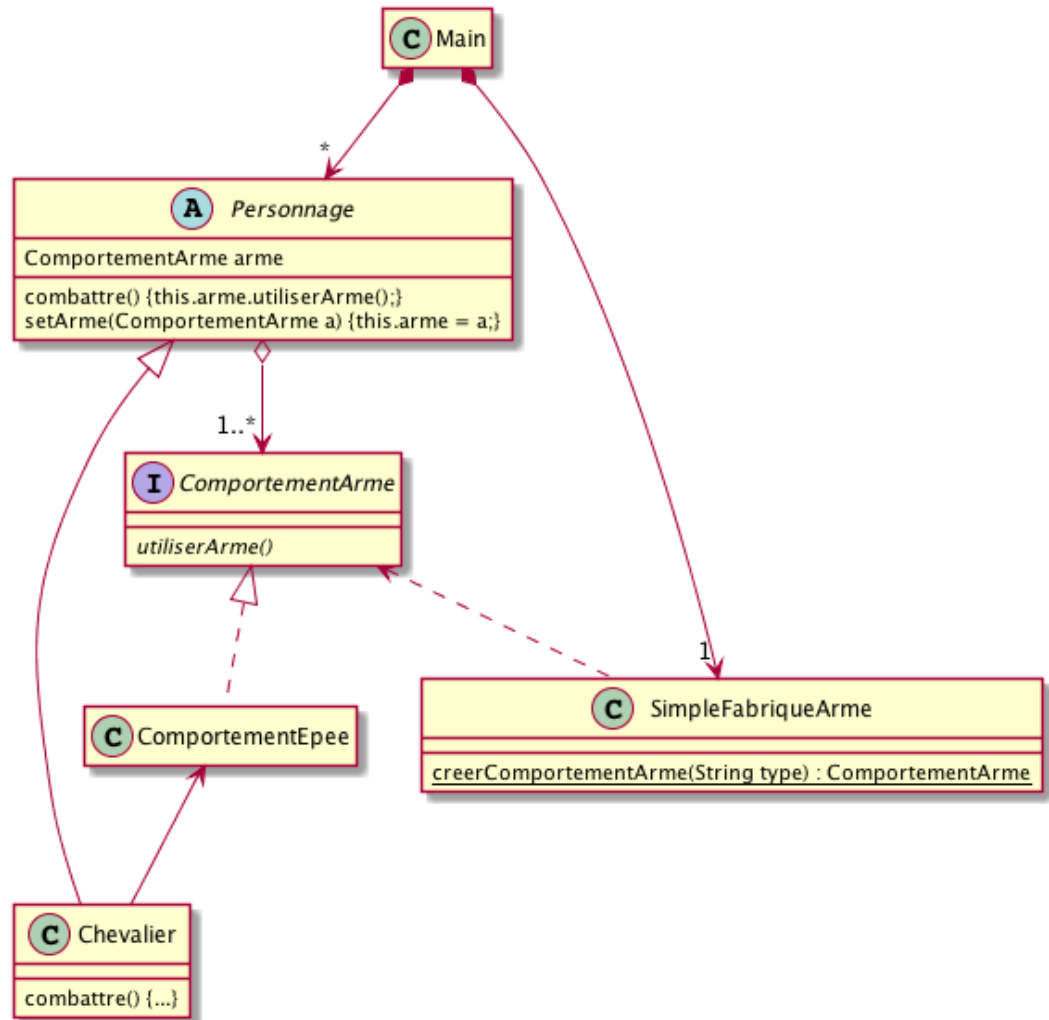 C Main
*
A Personnage
ComportementArme arme
combattre() {this.arme.utiliserArme();}
setArme(ComportementArme a) {this.arme = a;}
1..*
I ComportementArme
utiliserArme()
1
C SimpleFabriqueArme
creerComportementArme(String type) : ComportementArme
C ComportementEpee
C Chevalier
combattre() {...}